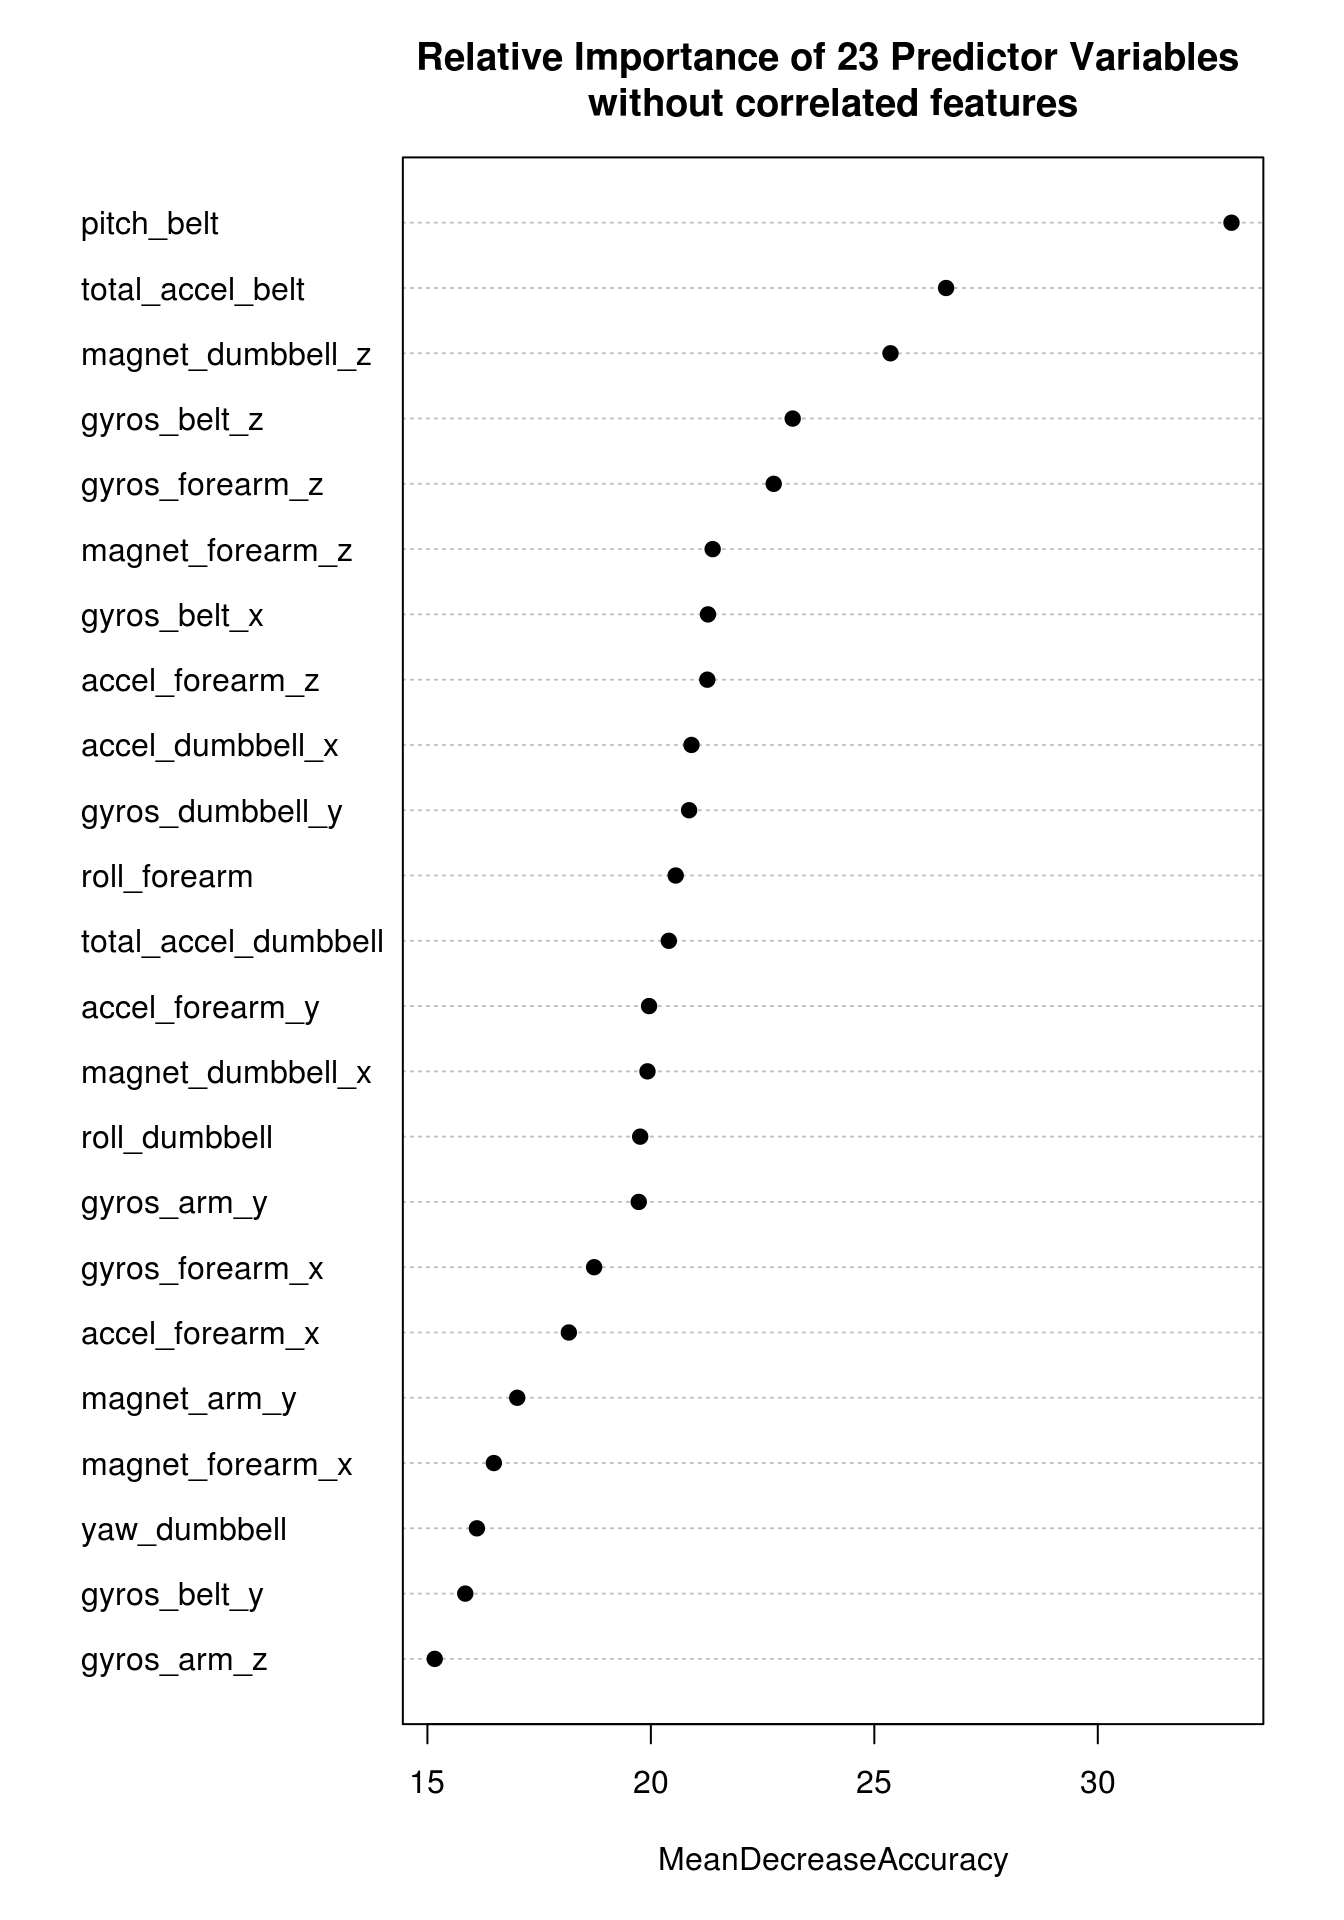 Relative Importance of 23 Predictor Variables
without correlated features
pitch_belt
total_accel_belt
magnet_dumbbell_z
gyros_belt_z
gyros_forearm_z
magnet_forearm_z
gyros_belt_x
accel_forearm_z
accel_dumbbell_x
gyros_dumbbell_y
roll_forearm
total_accel_dumbbell
accel_forearm_y
magnet_dumbbell_x
roll_dumbbell
gyros_arm_y
gyros_forearm_x
accel_forearm_x
magnet_arm_y
magnet_forearm_x
yaw_dumbbell
gyros_belt_y
gyros_arm_z
15 20 25 30
MeanDecreaseAccuracy